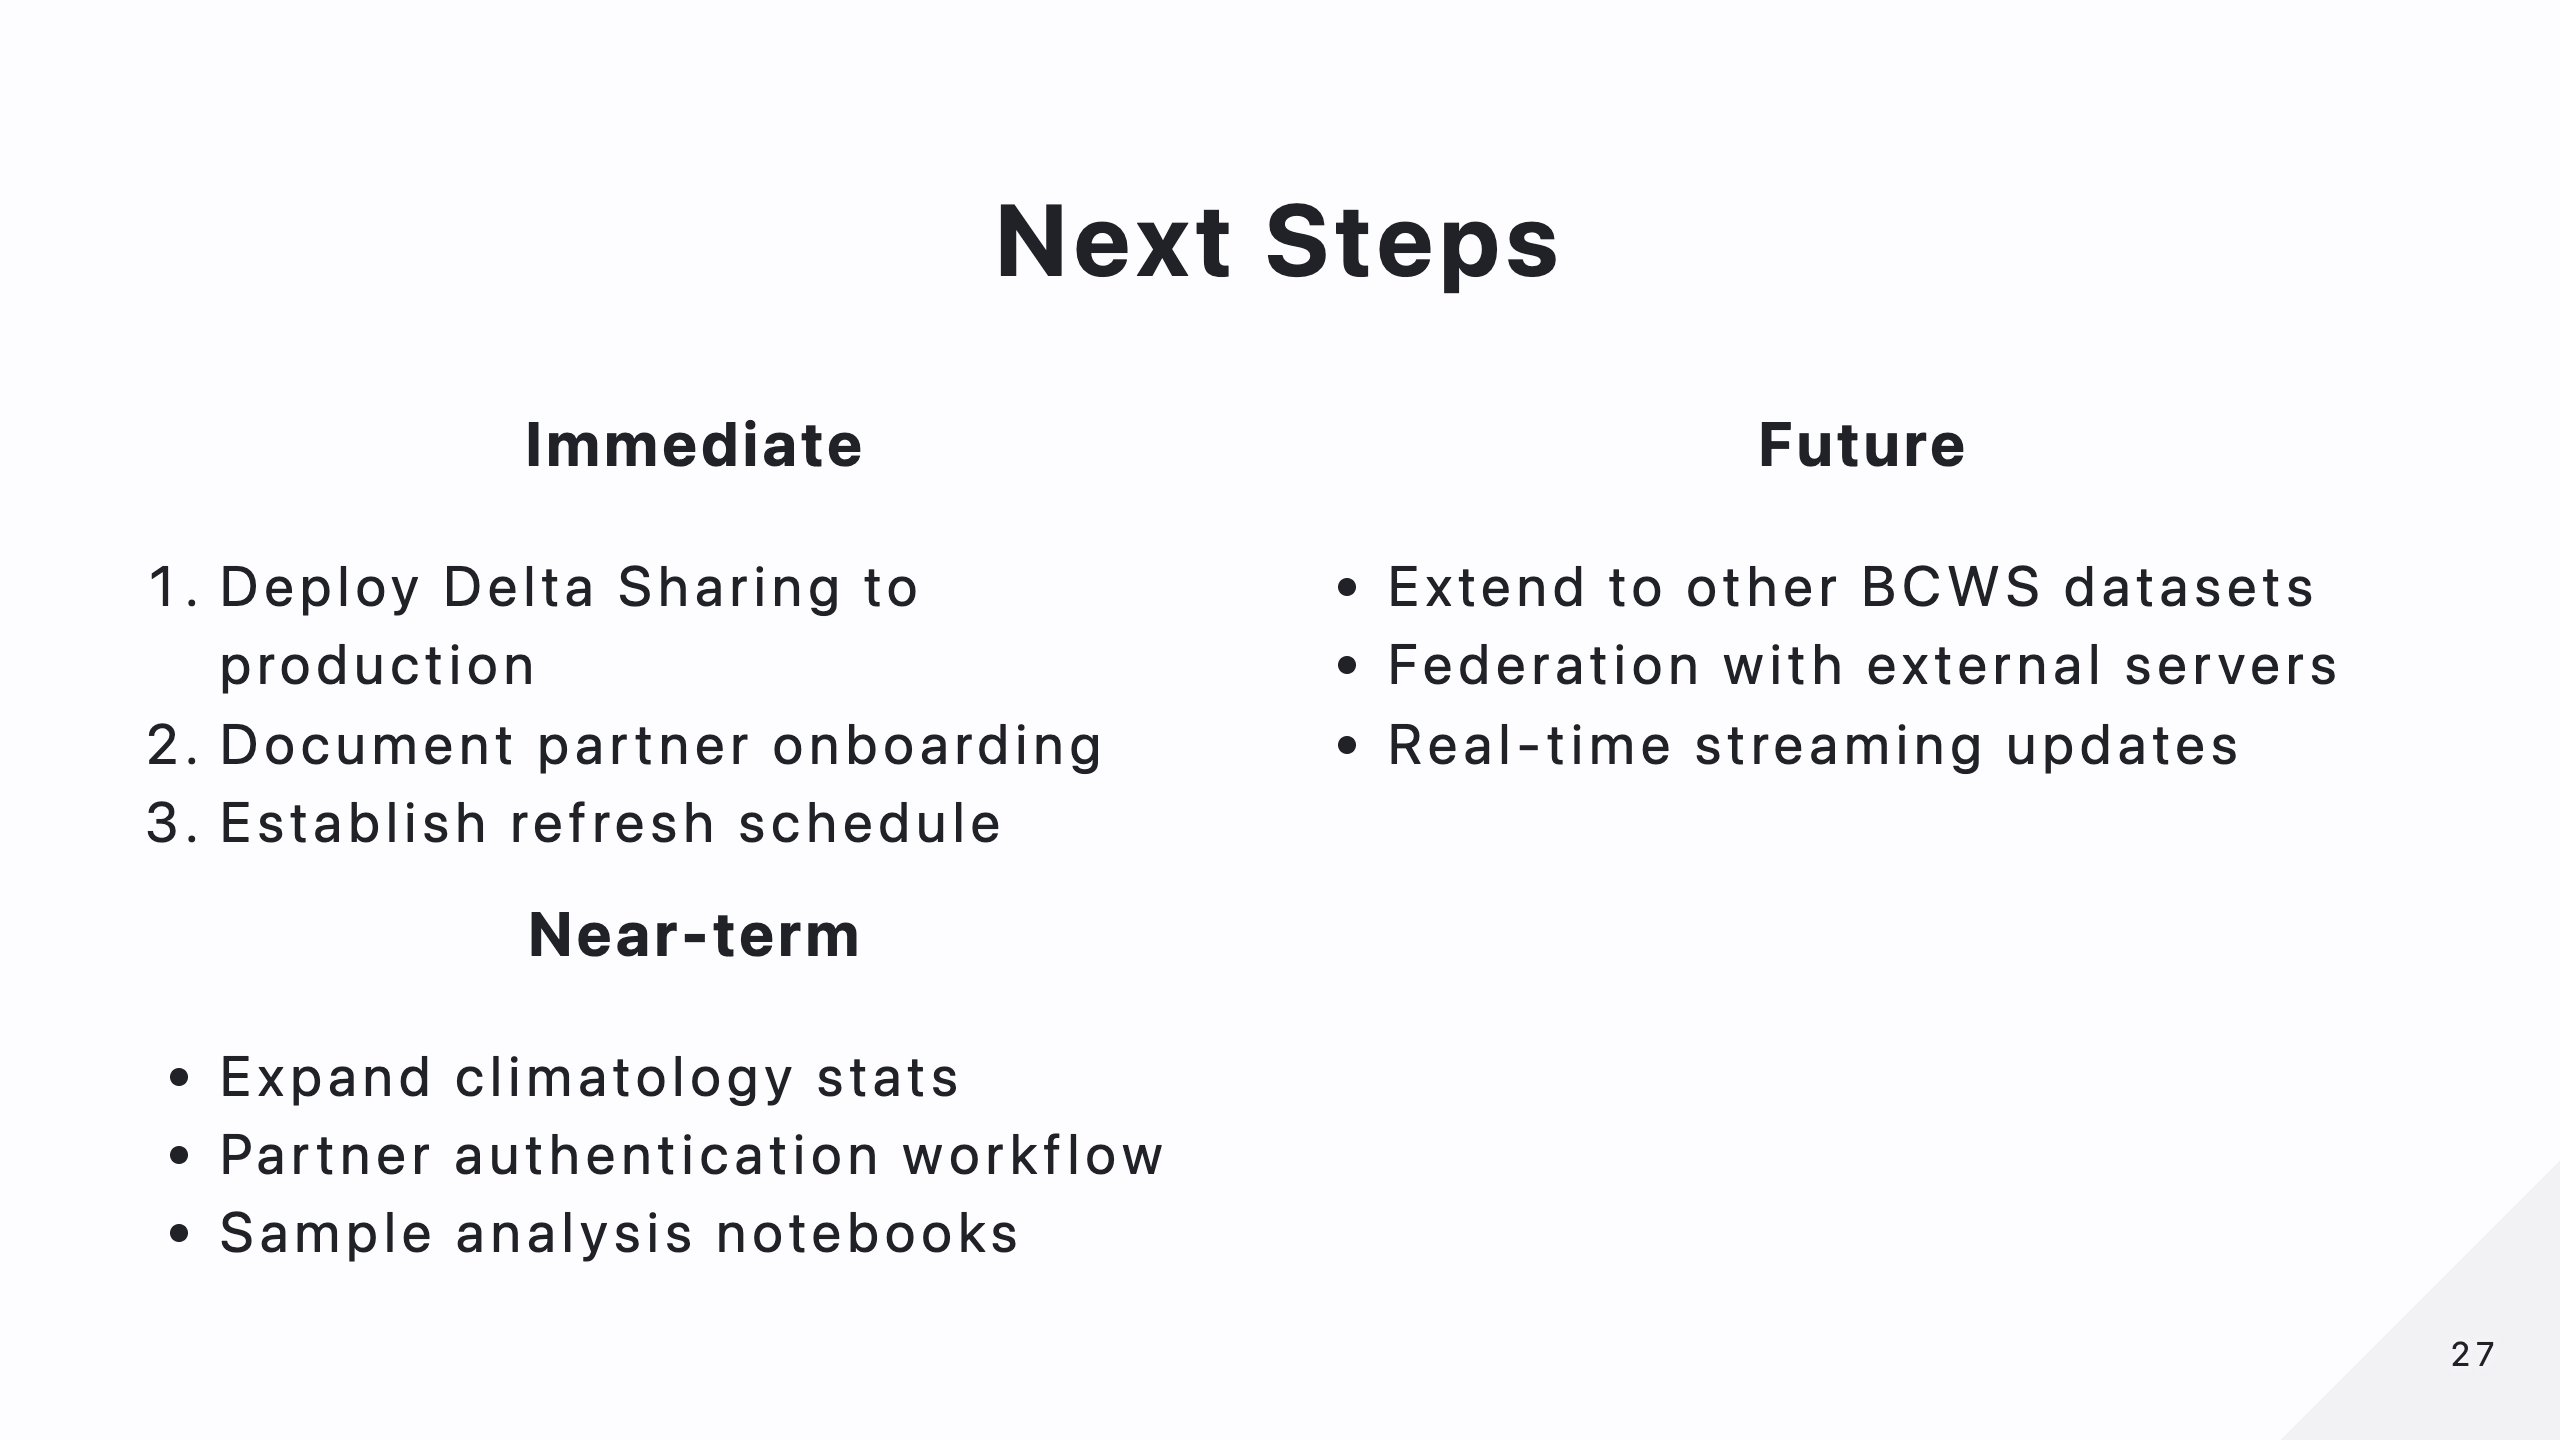 Next Steps
Immediate
1. Deploy Delta Sharing to
production
2. Document partner onboarding
3. Establish refresh schedule
Near-term
• Expand climatology stats
• Partner authentication workflow
• Sample analysis notebooks
Future
• Extend to other BCWS datasets
• Federation with external servers
• Real-time streaming updates
27